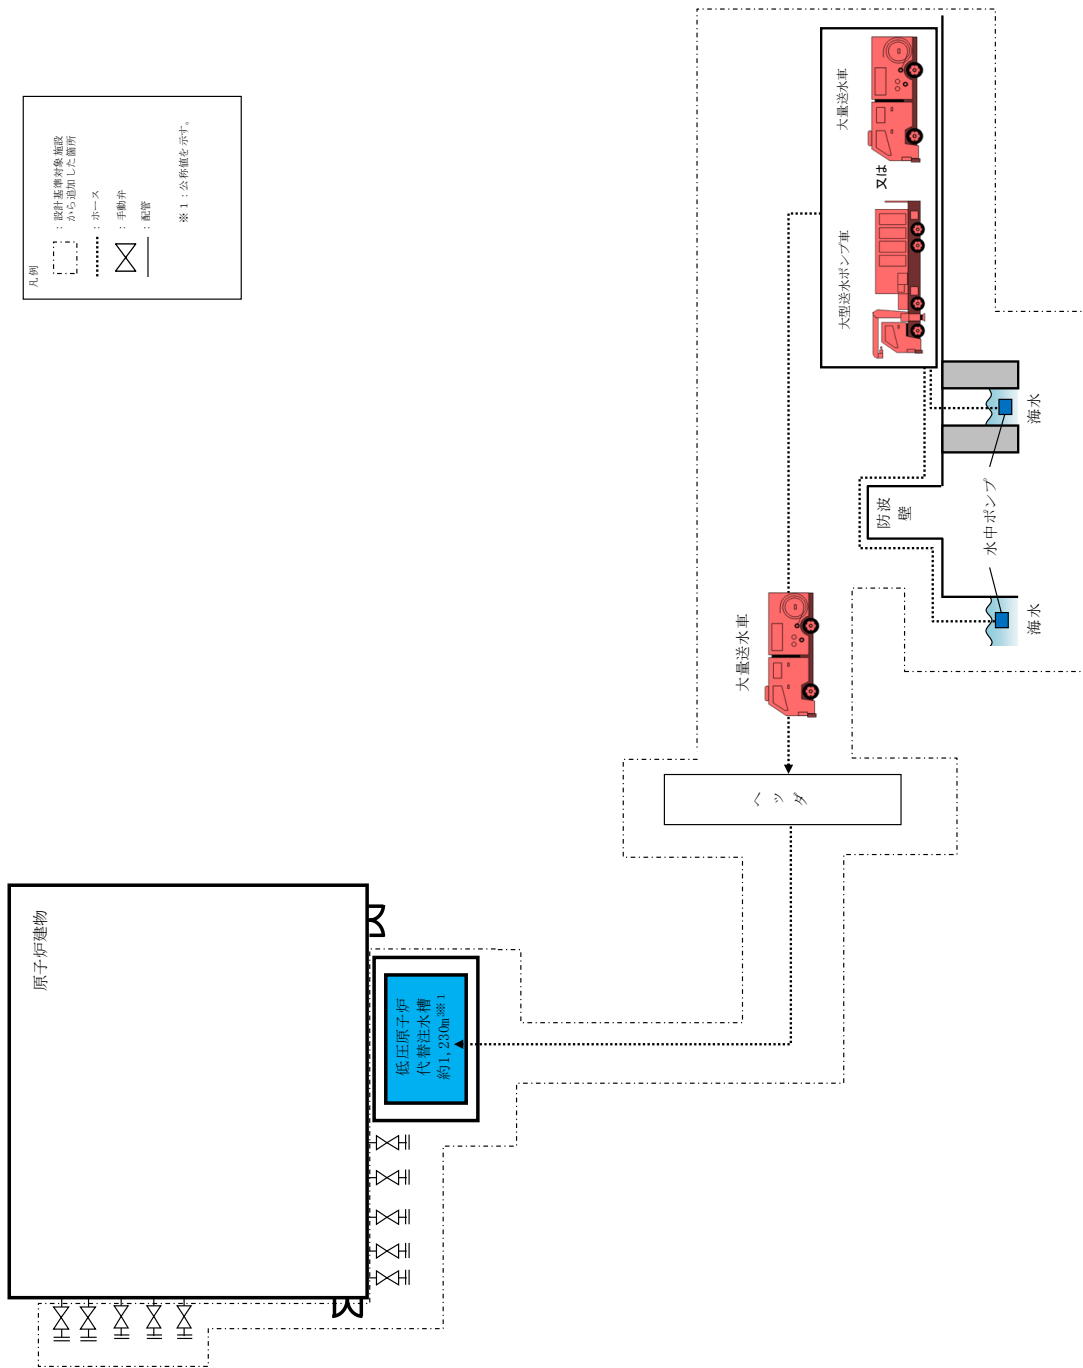 凡例
：設計基準対象施設
から追加した箇所
：ホース
：手動弁
：配管
※１：公称値を示す。
原子炉建物
低圧原子炉
代替注水槽
約1,230m³※１
ヘッダ
大量送水車
大型送水ポンプ車
又は
大量送水車
防波
壁
水中ポンプ
海水
海水